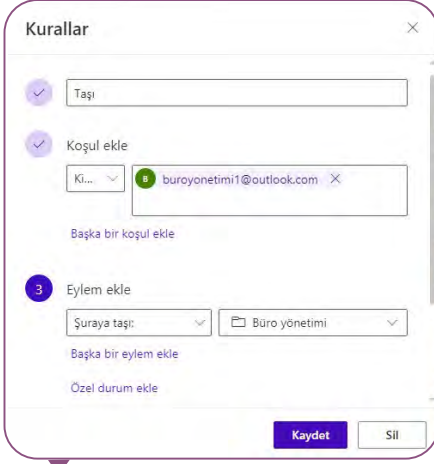 Kurallar
Taşı
Koşul ekle
Ki...
B buroyonetimi1@outlook.com
Başka bir koşul ekle
3 Eylem ekle
Şuraya taşı:
Büro yönetimi
Başka bir eylem ekle
Özel durum ekle
Kaydet
Sil